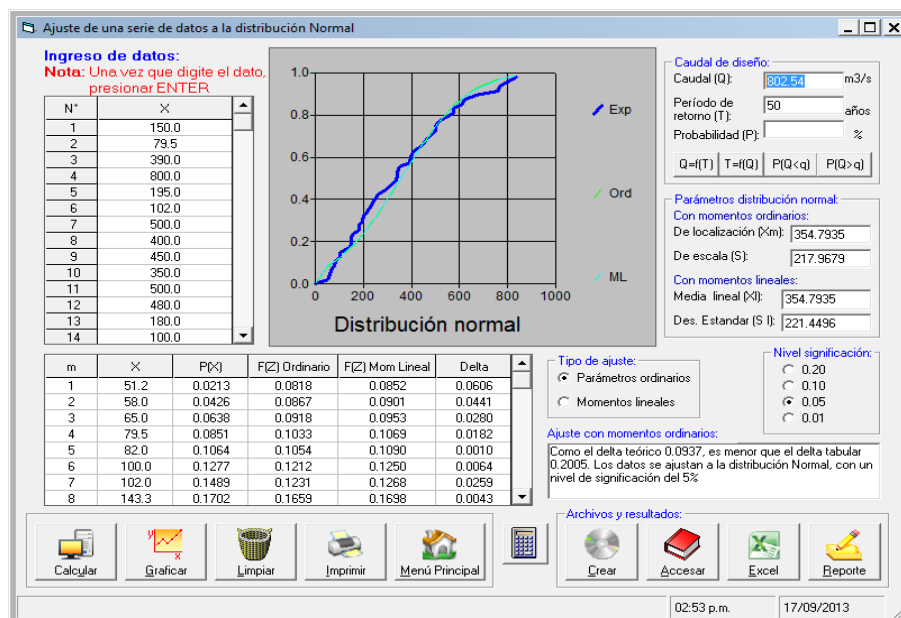 Ajuste de una serie de datos a la distribución Normal
Ingreso de datos:
Nota: Una vez que digite el dato,
presionar ENTER
N° X
1 150.0
2 79.5
3 390.0
4 800.0
5 195.0
6 102.0
7 500.0
8 400.0
9 450.0
10 350.0
11 500.0
12 480.0
13 180.0
14 100.0
1.0
0.8
0.6
0.4
0.2
0.0
0 200 400 600 800 1000
Exp
Ord
ML
Distribución normal
Caudal de diseño:
Caudal (Q): 802.54 m3/s
Período de
retorno (T): 50 años
Probabilidad (P): %
Q=f(T) T=f(Q) P(Q<q) P(Q>q)
Parámetros distribución normal:
Con momentos ordinarios:
De localización (Xm): 354.7935
De escala (S): 217.9679
Con momentos lineales:
Media lineal (Xl): 354.7935
Des. Estandar (S l): 221.4496
m X P(X) F(Z) Ordinario F(Z) Mom Lineal Delta
1 51.2 0.0213 0.0818 0.0852 0.0606
2 58.0 0.0426 0.0867 0.0901 0.0441
3 65.0 0.0638 0.0918 0.0953 0.0280
4 79.5 0.0851 0.1033 0.1069 0.0182
5 82.0 0.1064 0.1054 0.1090 0.0010
6 100.0 0.1277 0.1212 0.1250 0.0064
7 102.0 0.1489 0.1231 0.1268 0.0259
8 143.3 0.1702 0.1659 0.1698 0.0043
Tipo de ajuste:
Parámetros ordinarios
Momentos lineales
Nivel significación:
0.20
0.10
0.05
0.01
Ajuste con momentos ordinarios:
Como el delta teórico 0.0937, es menor que el delta tabular
0.2005. Los datos se ajustan a la distribución Normal, con un
nivel de significación del 5%
Calcular
y x
Graficar
Limpiar
Imprimir
Menú Principal
Archivos y resultados:
Crear
Accesar
Excel
Reporte
02:53 p.m. 17/09/2013